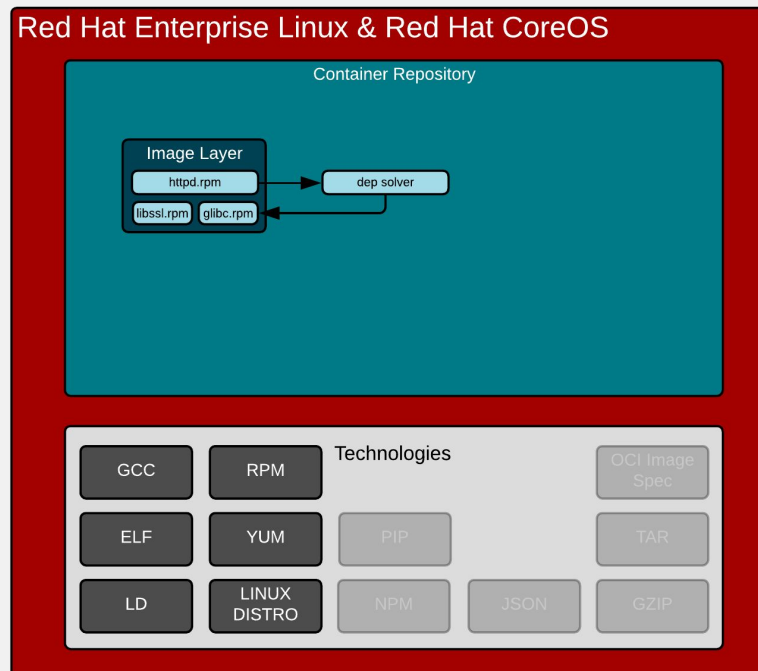 Red Hat Enterprise Linux & Red Hat CoreOS
Container Repository
Image Layer
httpd.rpm
dep solver
libssl.rpm
glibc.rpm
Technologies
GCC
RPM
OCI Image
Spec
ELF
YUM
PIP
TAR
LD
LINUX
DISTRO
NPM
JSON
GZIP